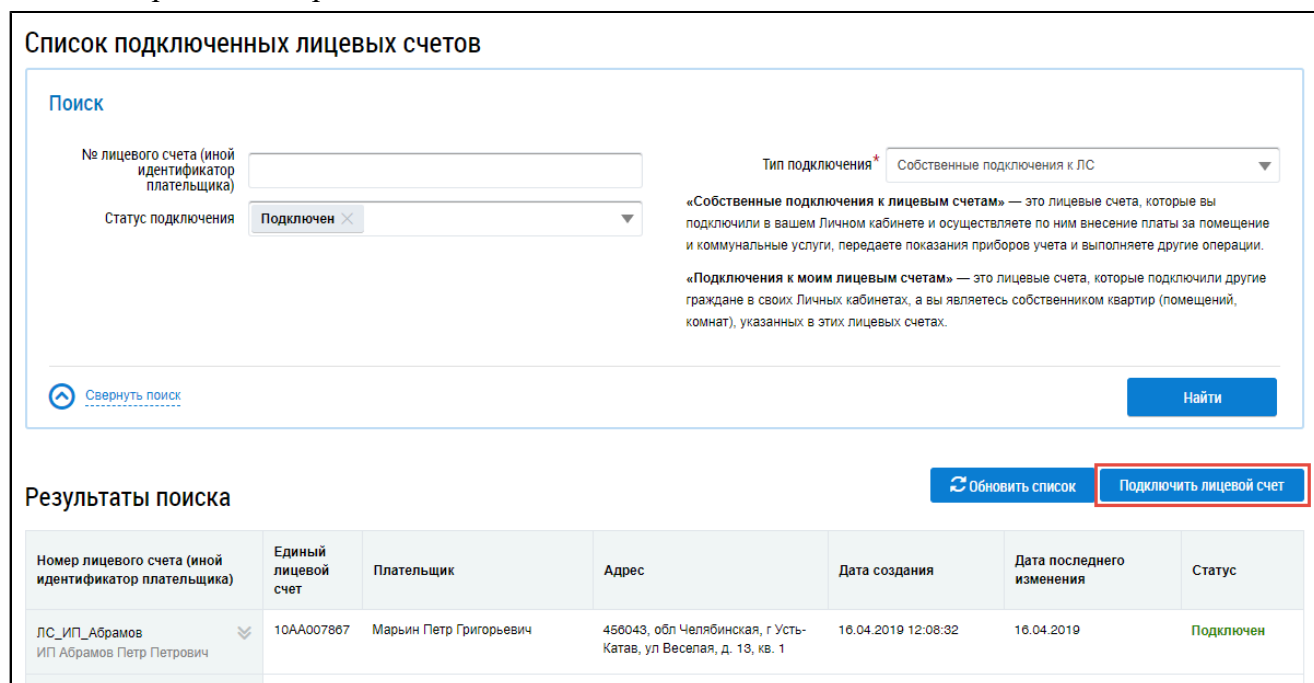 Список подключенных лицевых счетов
Поиск
№ лицевого счета (иной
идентификатор
плательщика)
Статус подключения
Подключен
Тип подключения* Собственные подключения к ЛС
«Собственные подключения к лицевым счетам» — это лицевые счета, которые вы
подключили в вашем Личном кабинете и осуществляете по ним внесение платы за помещение
и коммунальные услуги, передаете показания приборов учета и выполняете другие операции.
«Подключения к моим лицевым счетам» — это лицевые счета, которые подключили другие
граждане в своих Личных кабинетах, а вы являетесь собственником квартир (помещений,
комнат), указанных в этих лицевых счетах.
Свернуть поиск
Найти
Результаты поиска
Обновить список
Подключить лицевой счет
Номер лицевого счета (иной
идентификатор плательщика)
Единый
лицевой
счет
Плательщик
Адрес
Дата создания
Дата последнего
изменения
Статус
ЛС_ИП_Абрамов
ИП Абрамов Петр Петрович
10АА007867
Марьин Петр Григорьевич
456043, обл Челябинская, г Усть-
Катав, ул Веселая, д. 13, кв. 1
16.04.2019 12:08:32
16.04.2019
Подключен